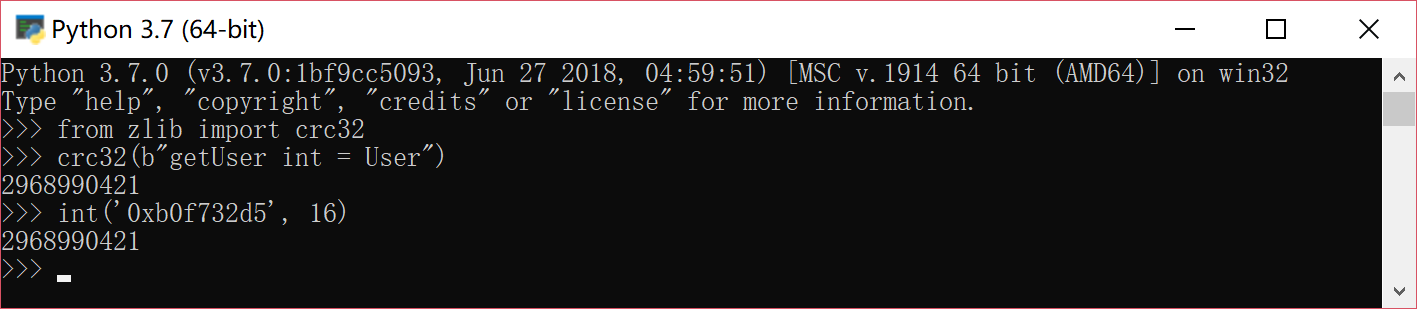 Python 3.7 (64-bit)
Python 3.7.0 (v3.7.0:1bf9cc5093, Jun 27 2018, 04:59:51) [MSC v.1914 64 bit (AMD64)] on win32
Type "help", "copyright", "credits" or "license" for more information.
>>> from zlib import crc32
>>> crc32(b"getUser int = User")
2968990421
>>> int('0xb0f732d5', 16)
2968990421
>>>